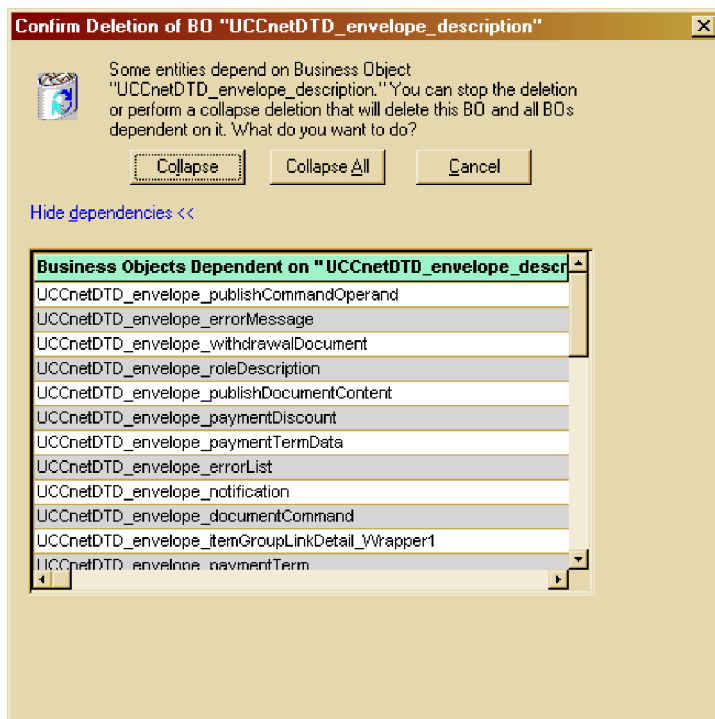 Confirm Deletion of BO "UCCnetDTD_envelope_description"
Some entities depend on Business Object
"UCCnetDTD_envelope_description." You can stop the deletion
or perform a collapse deletion that will delete this BO and all BOs
dependent on it. What do you want to do?
Collapse Collapse All Cancel
Hide dependencies <<
Business Objects Dependent on "UCCnetDTD_envelope_descr
UCCnetDTD_envelope_publishCommandOperand
UCCnetDTD_envelope_errorMessage
UCCnetDTD_envelope_withdrawalDocument
UCCnetDTD_envelope_roleDescription
UCCnetDTD_envelope_publishDocumentContent
UCCnetDTD_envelope_paymentDiscount
UCCnetDTD_envelope_paymentTermData
UCCnetDTD_envelope_errorList
UCCnetDTD_envelope_notification
UCCnetDTD_envelope_documentCommand
UCCnetDTD_envelope_itemGroupLinkDetail_Wrapper1
UCCnetDTD_envelope_paymentTerm